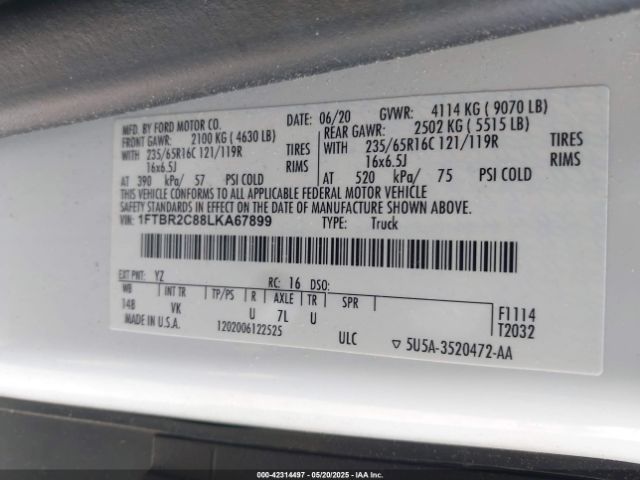 MFD. BY FORD MOTOR CO. DATE: 06/20 GVWR: 4114 KG ( 9070 LB)
FRONT GAWR: 2100 KG ( 4630 LB) REAR GAWR: 2502 KG ( 5515 LB)
WITH 235/65R16C 121/119R TIRES WITH 235/65R16C 121/119R TIRES
16x6.5J RIMS 16x6.5J RIMS
AT 390 kPa/ 57 PSI COLD AT 520 kPa/ 75 PSI COLD
THIS VEHICLE CONFORMS TO ALL APPLICABLE FEDERAL MOTOR VEHICLE
SAFETY STANDARDS IN EFFECT ON THE DATE OF MANUFACTURE SHOWN ABOVE.
VIN: 1FTBR2C88LKA67899 TYPE: Truck
EXT PNT: YZ RC: 16 DSO:
WB INT TR TP/PS R AXLE TR SPR
148 VK U 7L U
F1114
T2032
MADE IN U.S.A. 1202006122525 ULC ▽ 5U5A-3520472-AA
00-42314497 - 05/20/2025 - IAA Inc.